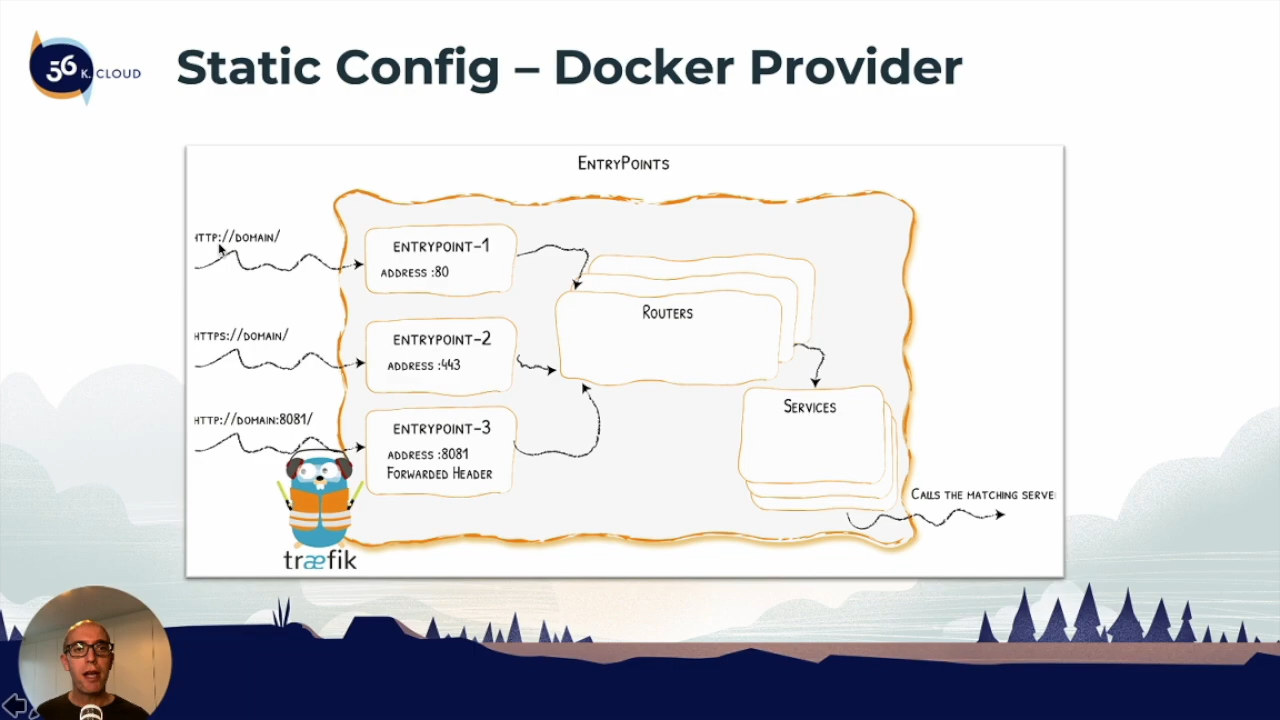 56
K.CLOUD
Static Config – Docker Provider
ENTRYPOINTS
HTTP://DOMAIN/
ENTRYPOINT-1
ADDRESS :80
HTTPS://DOMAIN/
ENTRYPOINT-2
ADDRESS :443
HTTP://DOMAIN:8081/
ENTRYPOINT-3
ADDRESS :8081
FORWARDED HEADER
ROUTERS
SERVICES
CALLS THE MATCHING SERVE
træfik